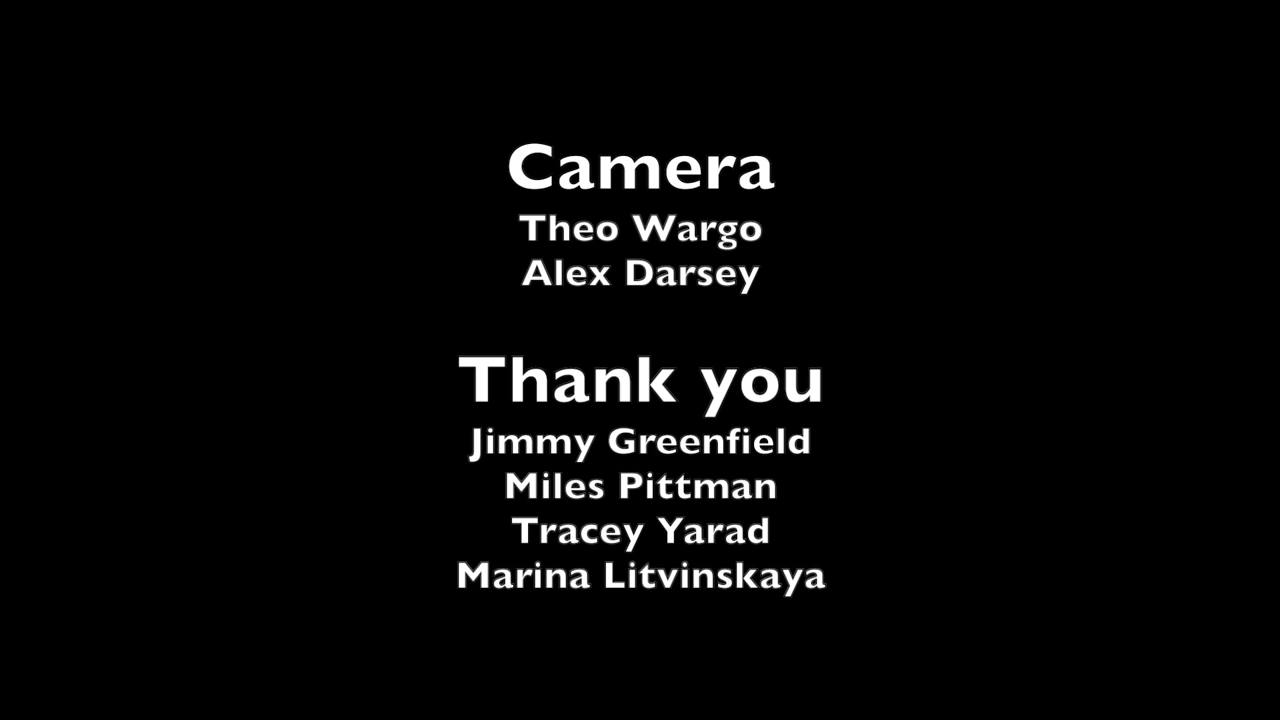 Camera
Theo Wargo
Alex Darsey
Thank you
Jimmy Greenfield
Miles Pittman
Tracey Yarad
Marina Litvinskaya